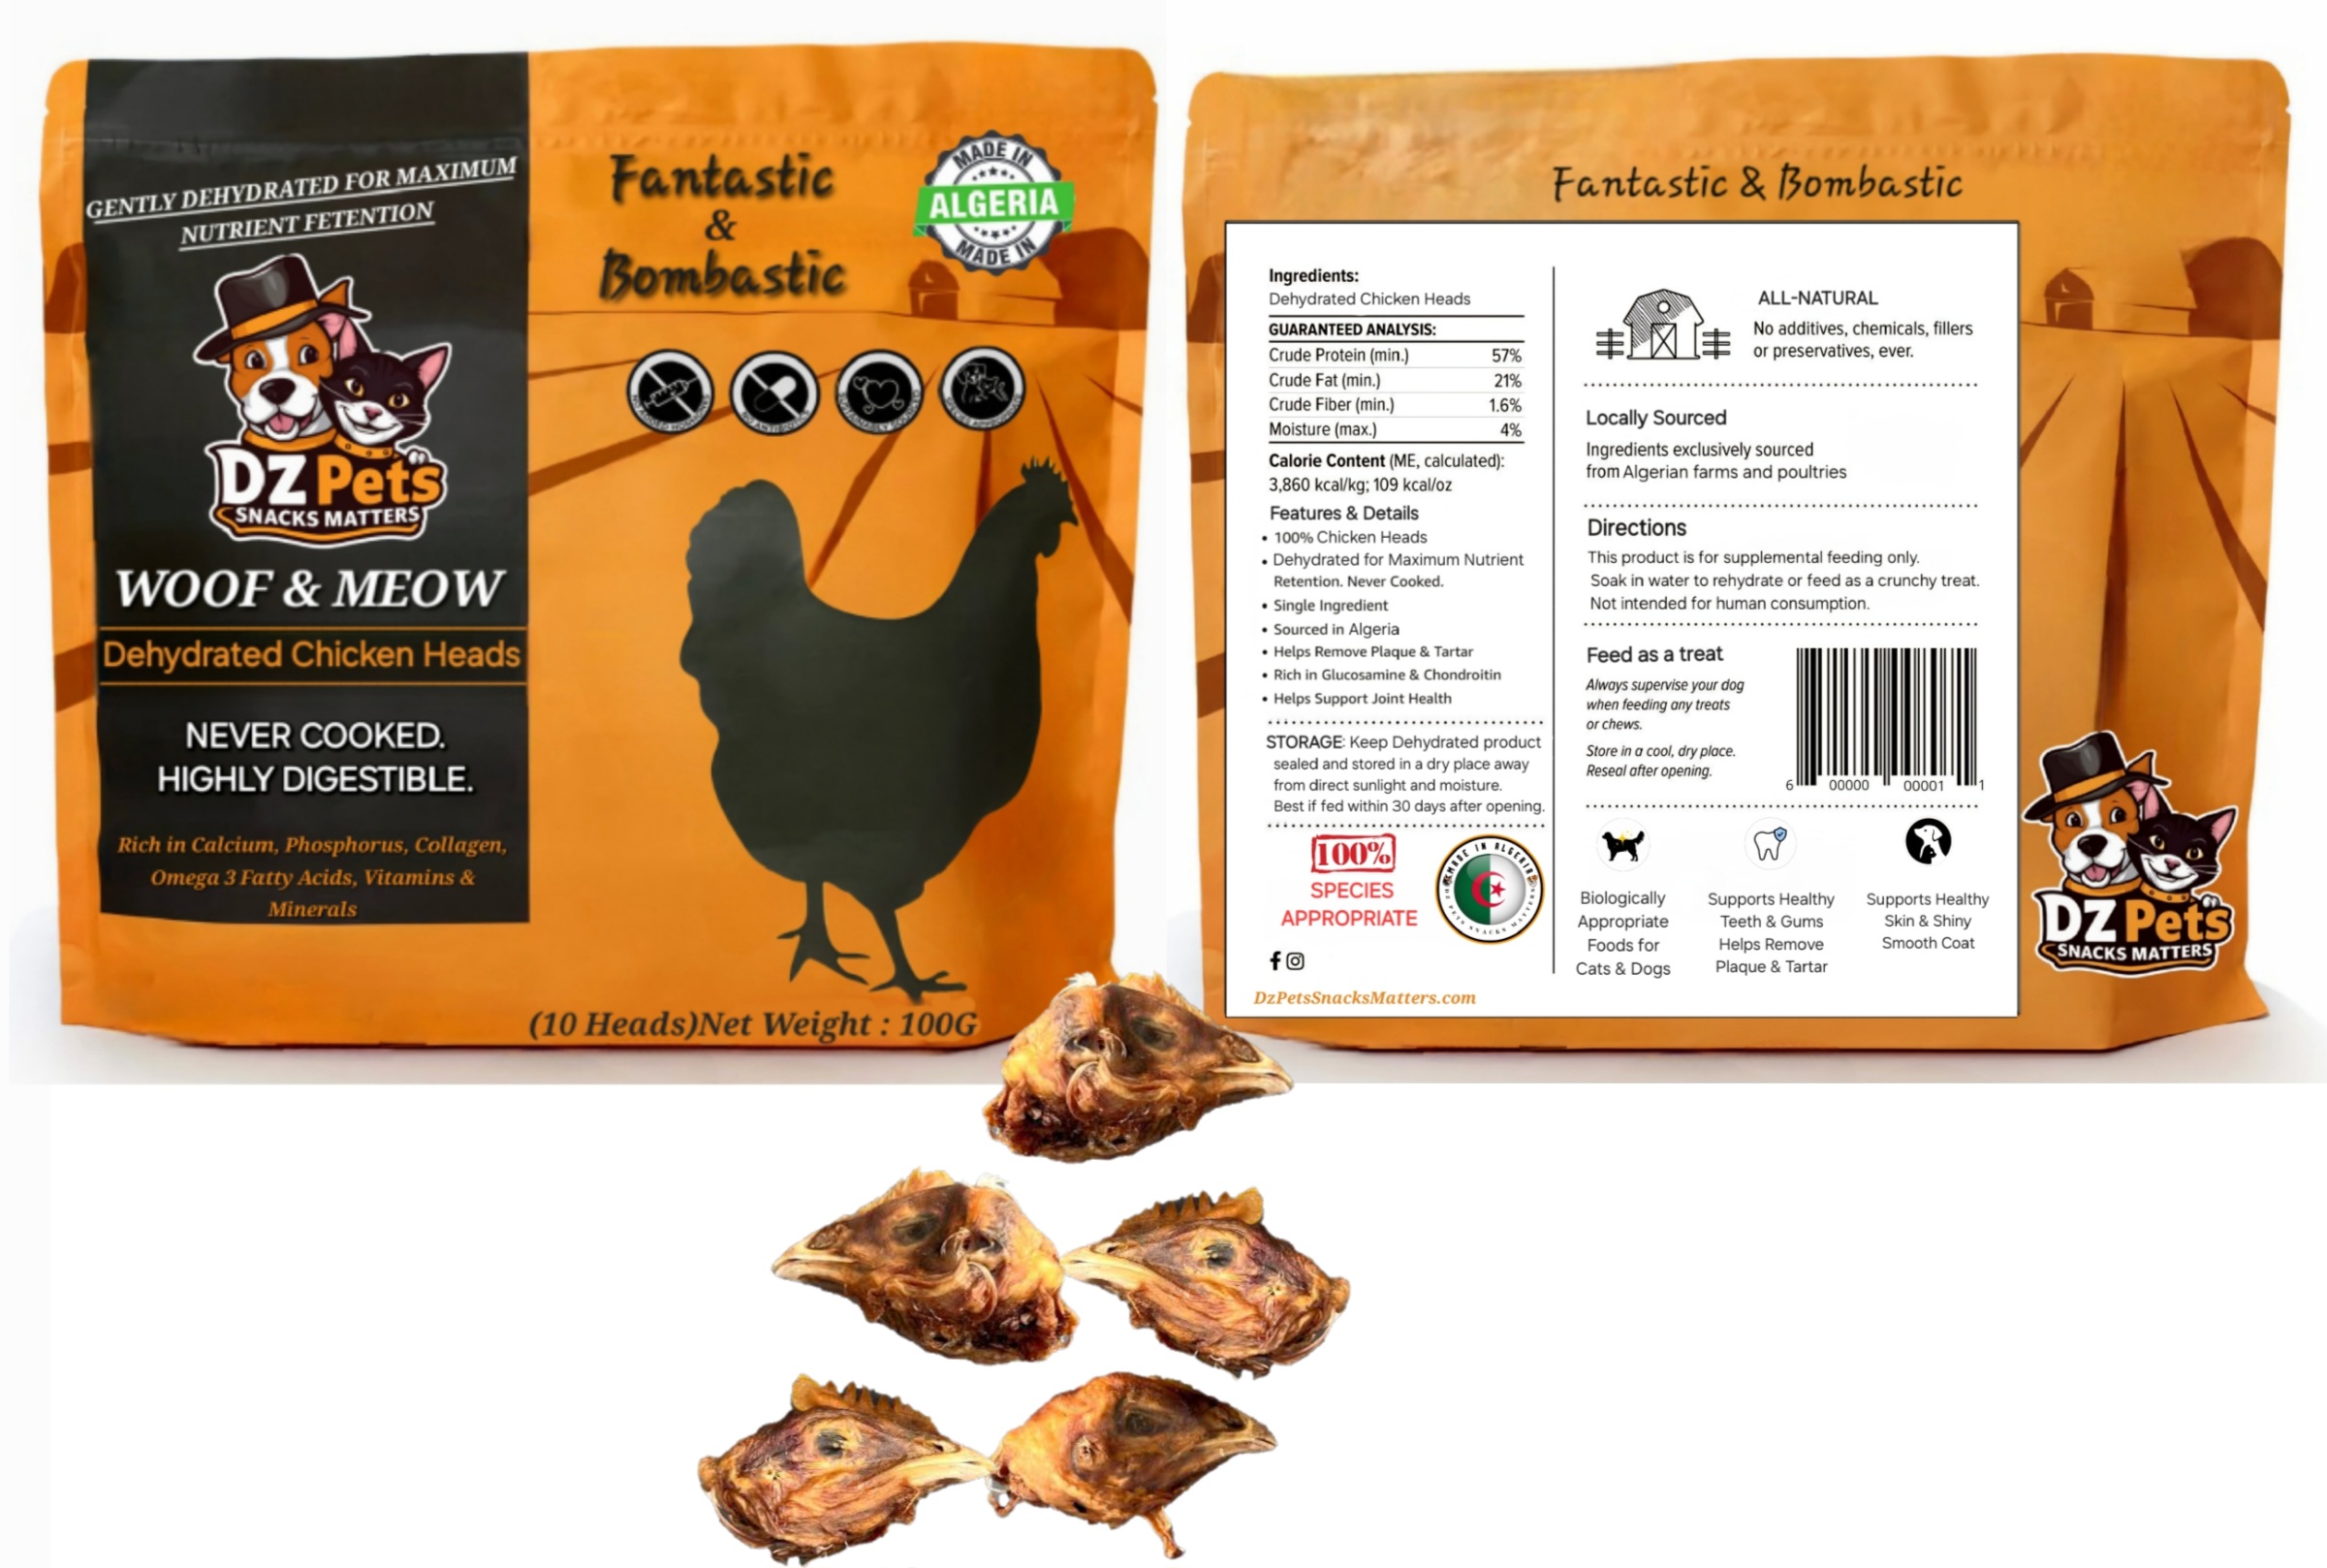 GENTLY DEHYDRATED FOR MAXIMUM
NUTRIENT FETENTION
DZ Pets
SNACKS MATTERS
WOOF & MEOW
Dehydrated Chicken Heads
NEVER COOKED.
HIGHLY DIGESTIBLE.
Rich in Calcium, Phosphorus, Collagen,
Omega 3 Fatty Acids, Vitamins &
Minerals
Fantastic
&
Bombastic
MADE IN
ALGERIA
MADE IN
NO ANTIBIOTICS
SUSTAINABLY SOURCED
(10 Heads)Net Weight : 100G
Fantastic & Bombastic
Ingredients:
Dehydrated Chicken Heads
GUARANTEED ANALYSIS:
Crude Protein (min.) 57%
Crude Fat (min.) 21%
Crude Fiber (min.) 1.6%
Moisture (max.) 4%
Calorie Content (ME, calculated):
3,860 kcal/kg; 109 kcal/oz
Features & Details
• 100% Chicken Heads
• Dehydrated for Maximum Nutrient
Retention. Never Cooked.
• Single Ingredient
• Sourced in Algeria
• Helps Remove Plaque & Tartar
• Rich in Glucosamine & Chondroitin
• Helps Support Joint Health
STORAGE: Keep Dehydrated product
sealed and stored in a dry place away
from direct sunlight and moisture.
Best if fed within 30 days after opening.
100%
SPECIES
APPROPRIATE
MADE IN ALGERIA
DZ PETS SNACKS MATTERS
DzPetsSnacksMatters.com
ALL-NATURAL
No additives, chemicals, fillers
or preservatives, ever.
Locally Sourced
Ingredients exclusively sourced
from Algerian farms and poultries
Directions
This product is for supplemental feeding only.
Soak in water to rehydrate or feed as a crunchy treat.
Not intended for human consumption.
Feed as a treat
Always supervise your dog
when feeding any treats
or chews.
Store in a cool, dry place.
Reseal after opening.
6 00000 00001 1
Biologically
Appropriate
Foods for
Cats & Dogs
Supports Healthy
Teeth & Gums
Helps Remove
Plaque & Tartar
Supports Healthy
Skin & Shiny
Smooth Coat
DZ Pets
SNACKS MATTERS